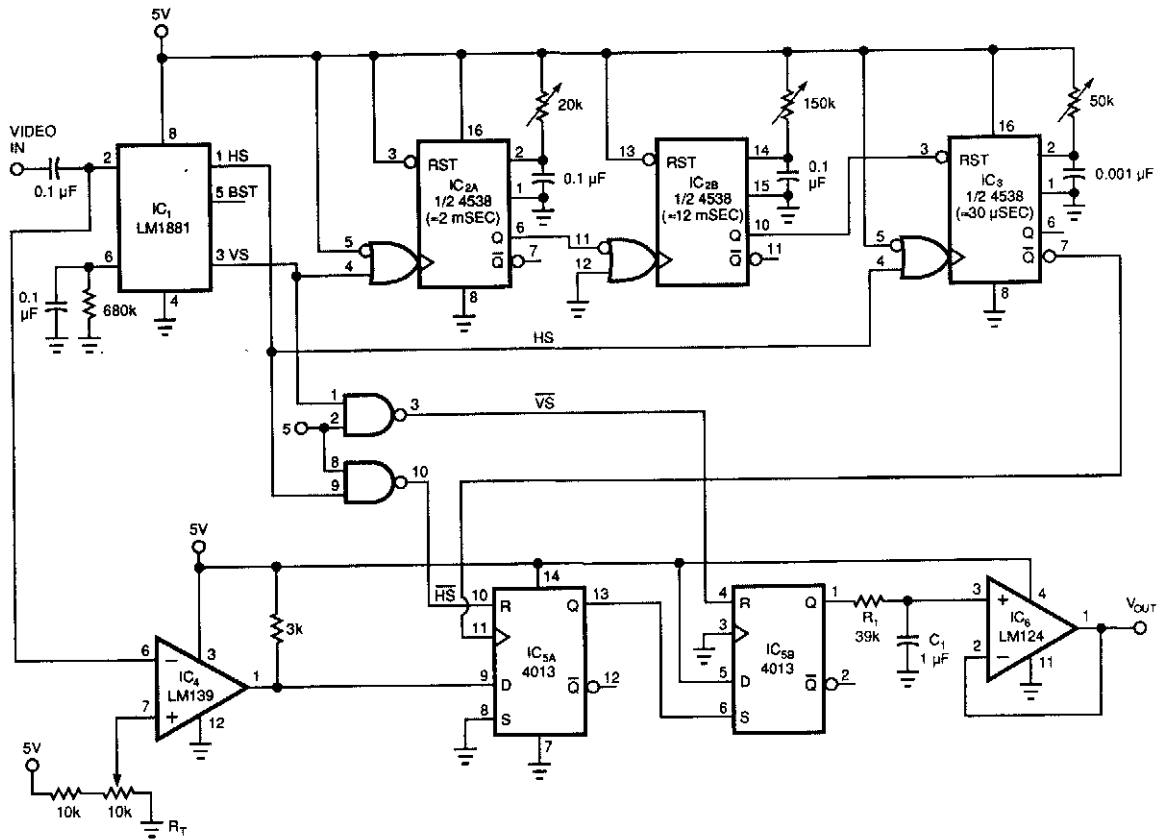 5V
VIDEO IN
0.1 µF
2
8
1 HS
5 BST
IC1
LM1881
3 VS
6
4
0.1 µF
680k
3
RST
16
20k
2
0.1 µF
1
IC2A
1/2 4538
(≈2 mSEC)
5
4
Q
6
Q̅
7
8
13
RST
150k
14
0.1 µF
15
IC2B
1/2 4538
(≈12 mSEC)
11
12
Q
10
Q̅
11
3
RST
16
50k
2
0.001 µF
1
IC3
1/2 4538
(≈30 µSEC)
5
4
Q
6
Q̅
7
8
HS
1
2
3
V̅S̅
5
8
9
10
5V
14
H̅S̅
10
R
Q
13
11
3k
IC5A
4013
9
D
Q̅
12
8
S
7
6
−
3
IC4
LM139
1
7
+
12
5V
10k
10k
RT
4
R
Q
1
3
IC5B
4013
5
D
Q̅
2
6
S
R1
39k
C1
1 µF
3
+
4
IC6
LM124
1
2
−
11
VOUT